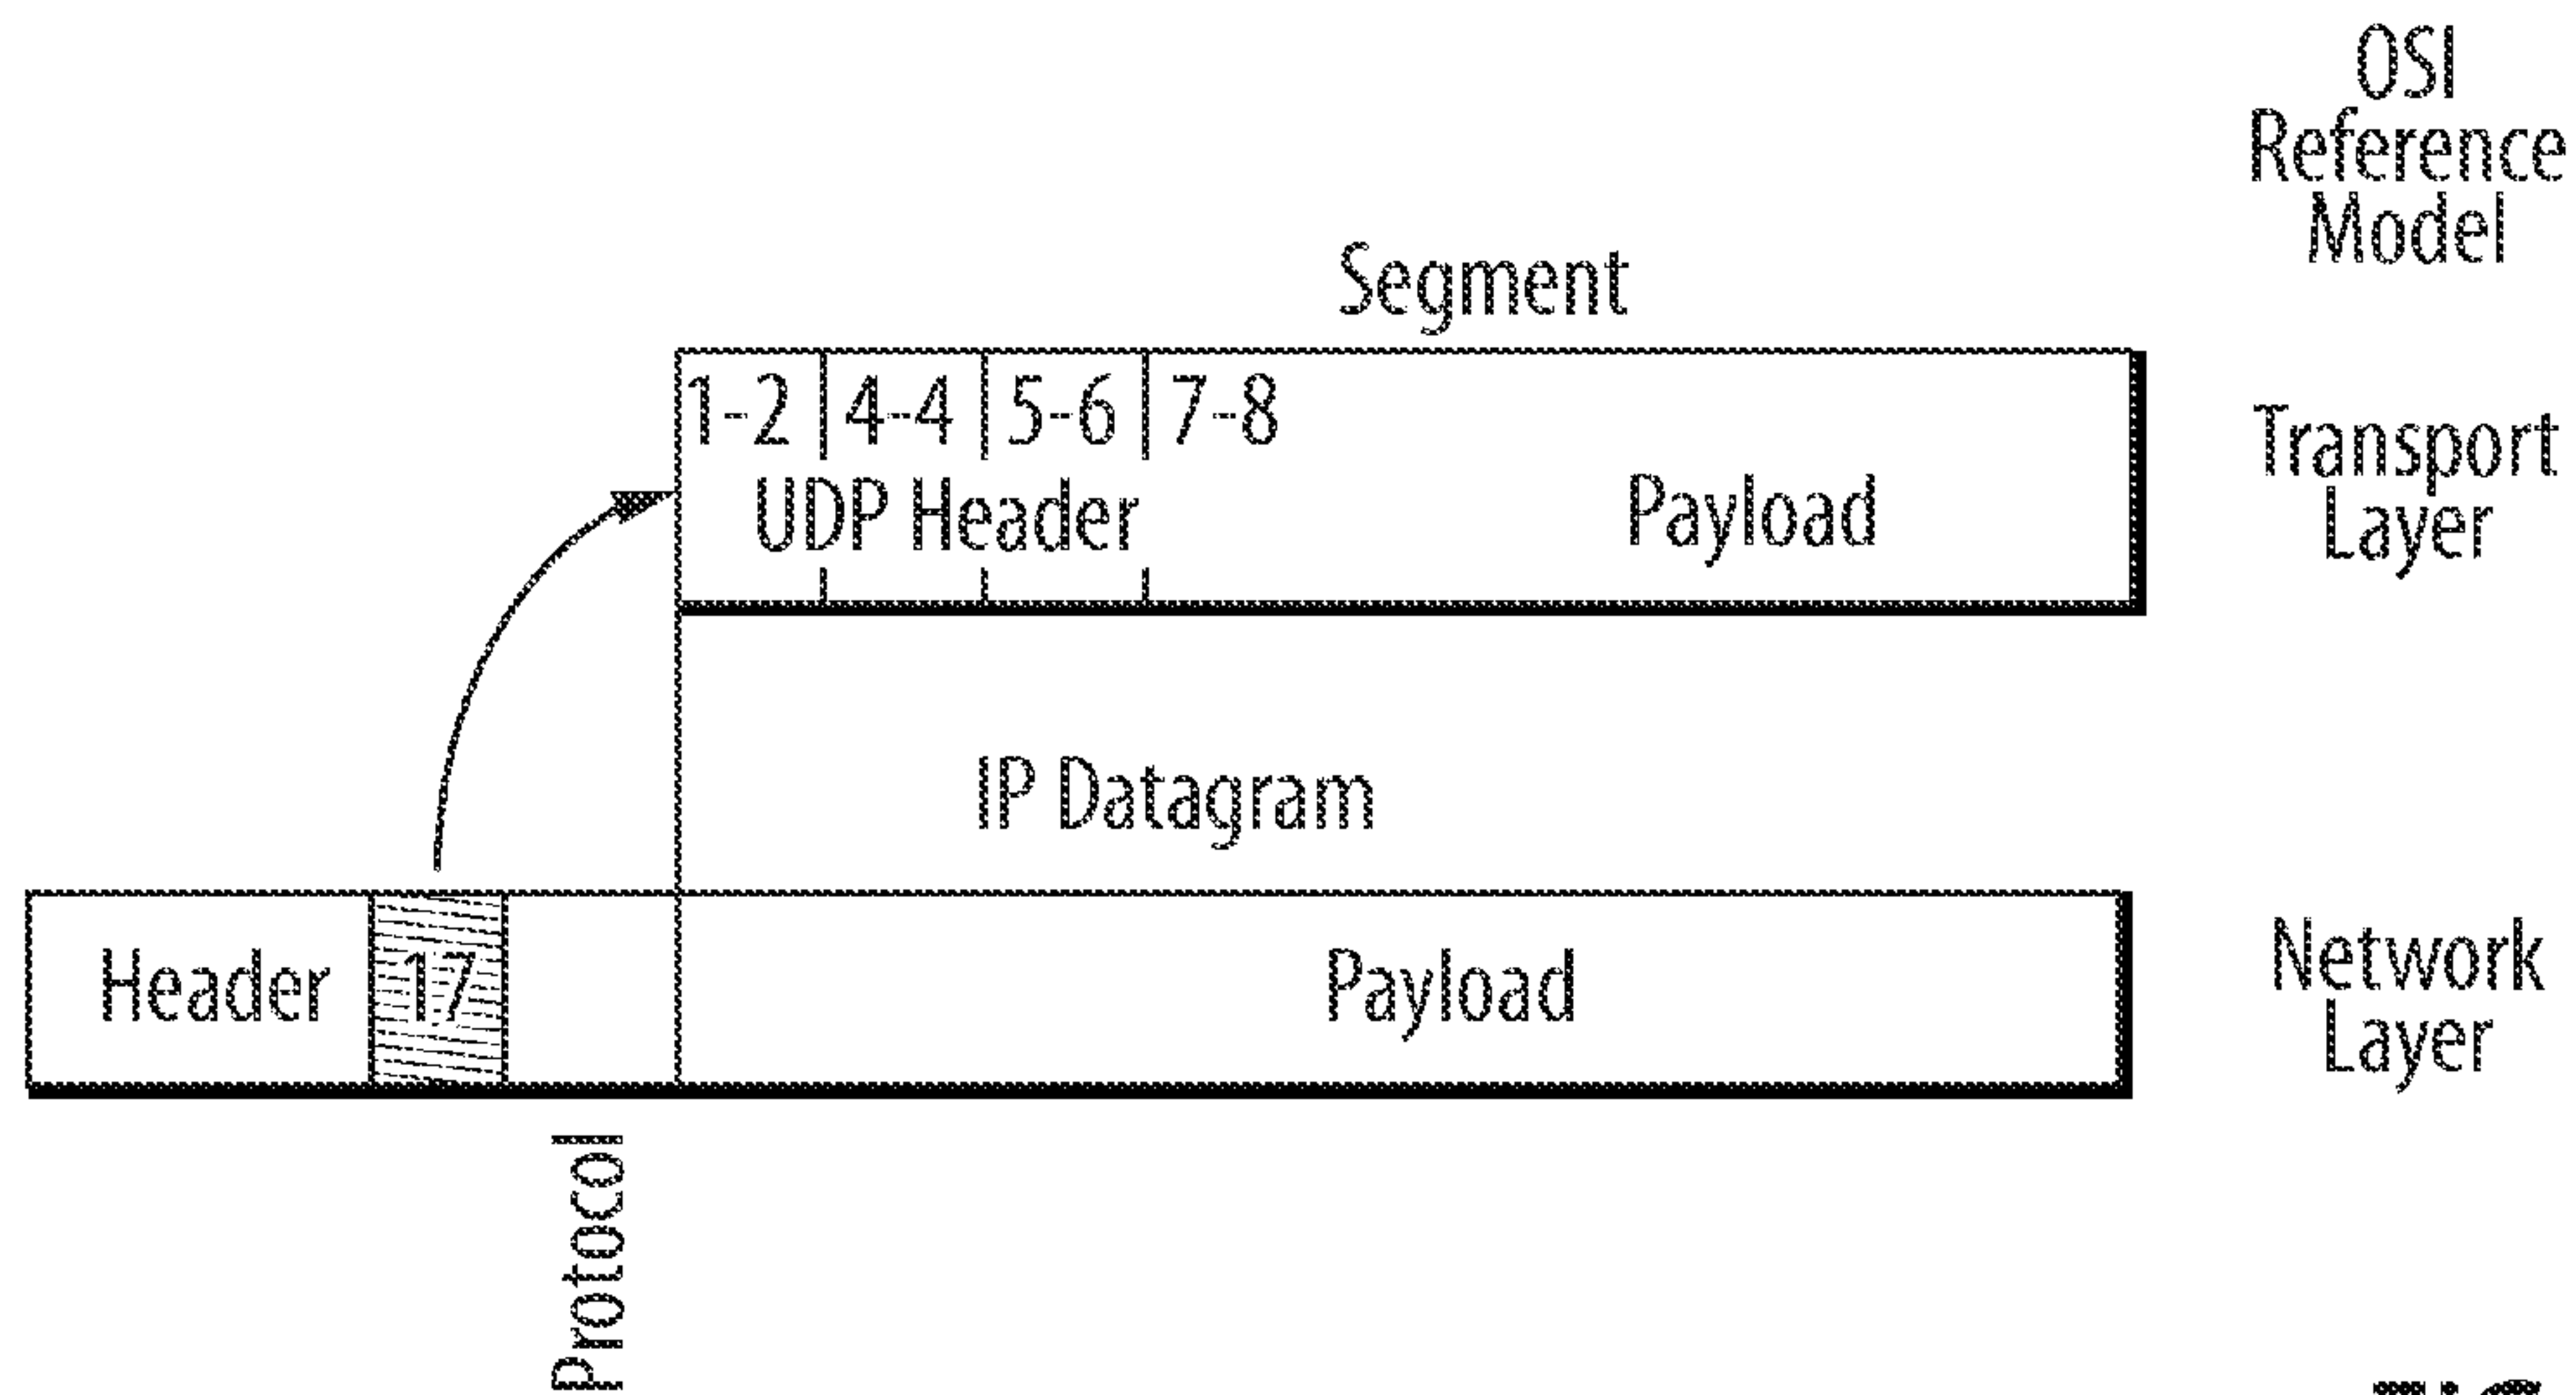 OSI
Reference
Model
Segment
1-2 4-4 5-6 7-8
UDP Header
Payload
Transport
Layer
IP Datagram
Header 17
Payload
Network
Layer
Protocol